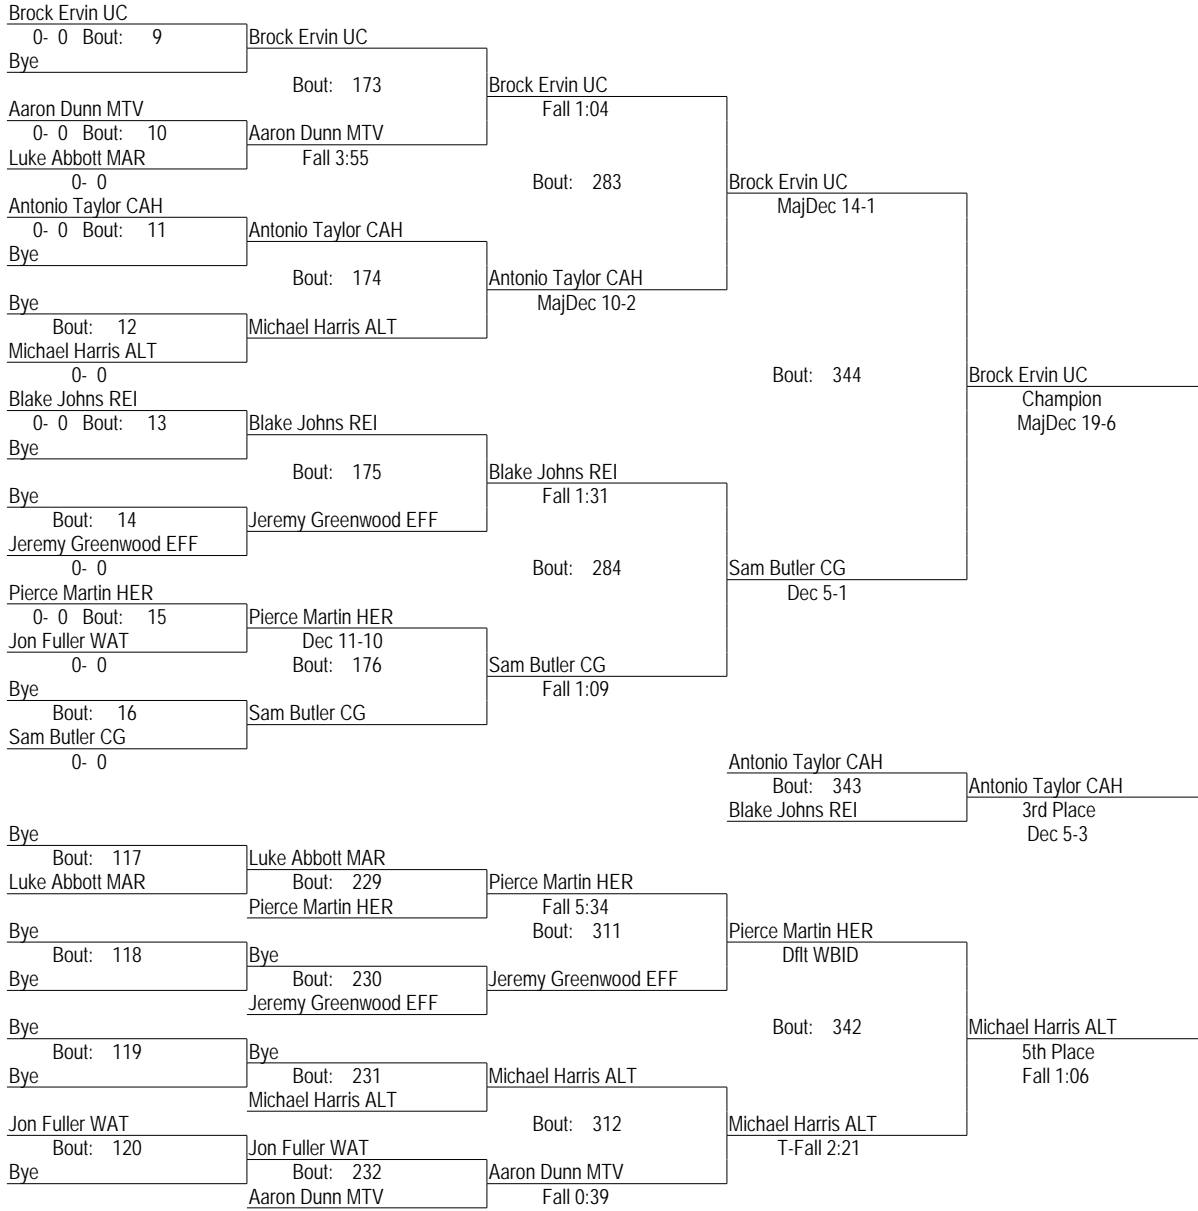 Brock Ervin UC
0- 0 Bout: 9 Brock Ervin UC
Bye
Bout: 173 Brock Ervin UC
Aaron Dunn MTV Fall 1:04
0- 0 Bout: 10 Aaron Dunn MTV
Luke Abbott MAR Fall 3:55
0- 0 Bout: 283 Brock Ervin UC
Antonio Taylor CAH MajDec 14-1
0- 0 Bout: 11 Antonio Taylor CAH
Bye
Bout: 174 Antonio Taylor CAH
Bye MajDec 10-2
Bout: 12 Michael Harris ALT
Michael Harris ALT
0- 0 Bout: 344 Brock Ervin UC
Blake Johns REI Champion
0- 0 Bout: 13 Blake Johns REI MajDec 19-6
Bye
Bout: 175 Blake Johns REI
Bye Fall 1:31
Bout: 14 Jeremy Greenwood EFF
Jeremy Greenwood EFF
0- 0 Bout: 284 Sam Butler CG
Pierce Martin HER Dec 5-1
0- 0 Bout: 15 Pierce Martin HER
Jon Fuller WAT Dec 11-10
0- 0 Bout: 176 Sam Butler CG
Bye Fall 1:09
Bout: 16 Sam Butler CG
Sam Butler CG
0- 0 Antonio Taylor CAH
Bout: 343 Antonio Taylor CAH
Blake Johns REI 3rd Place
Bye Dec 5-3
Bout: 117 Luke Abbott MAR
Luke Abbott MAR Bout: 229 Pierce Martin HER
Pierce Martin HER Fall 5:34
Bye Bout: 311 Pierce Martin HER
Bout: 118 Bye Dflt WBID
Bye Bout: 230 Jeremy Greenwood EFF
Jeremy Greenwood EFF
Bye Bout: 342 Michael Harris ALT
Bout: 119 Bye 5th Place
Bye Bout: 231 Michael Harris ALT Fall 1:06
Michael Harris ALT
Jon Fuller WAT Bout: 312 Michael Harris ALT
Bout: 120 Jon Fuller WAT T-Fall 2:21
Bye Bout: 232 Aaron Dunn MTV
Aaron Dunn MTV Fall 0:39